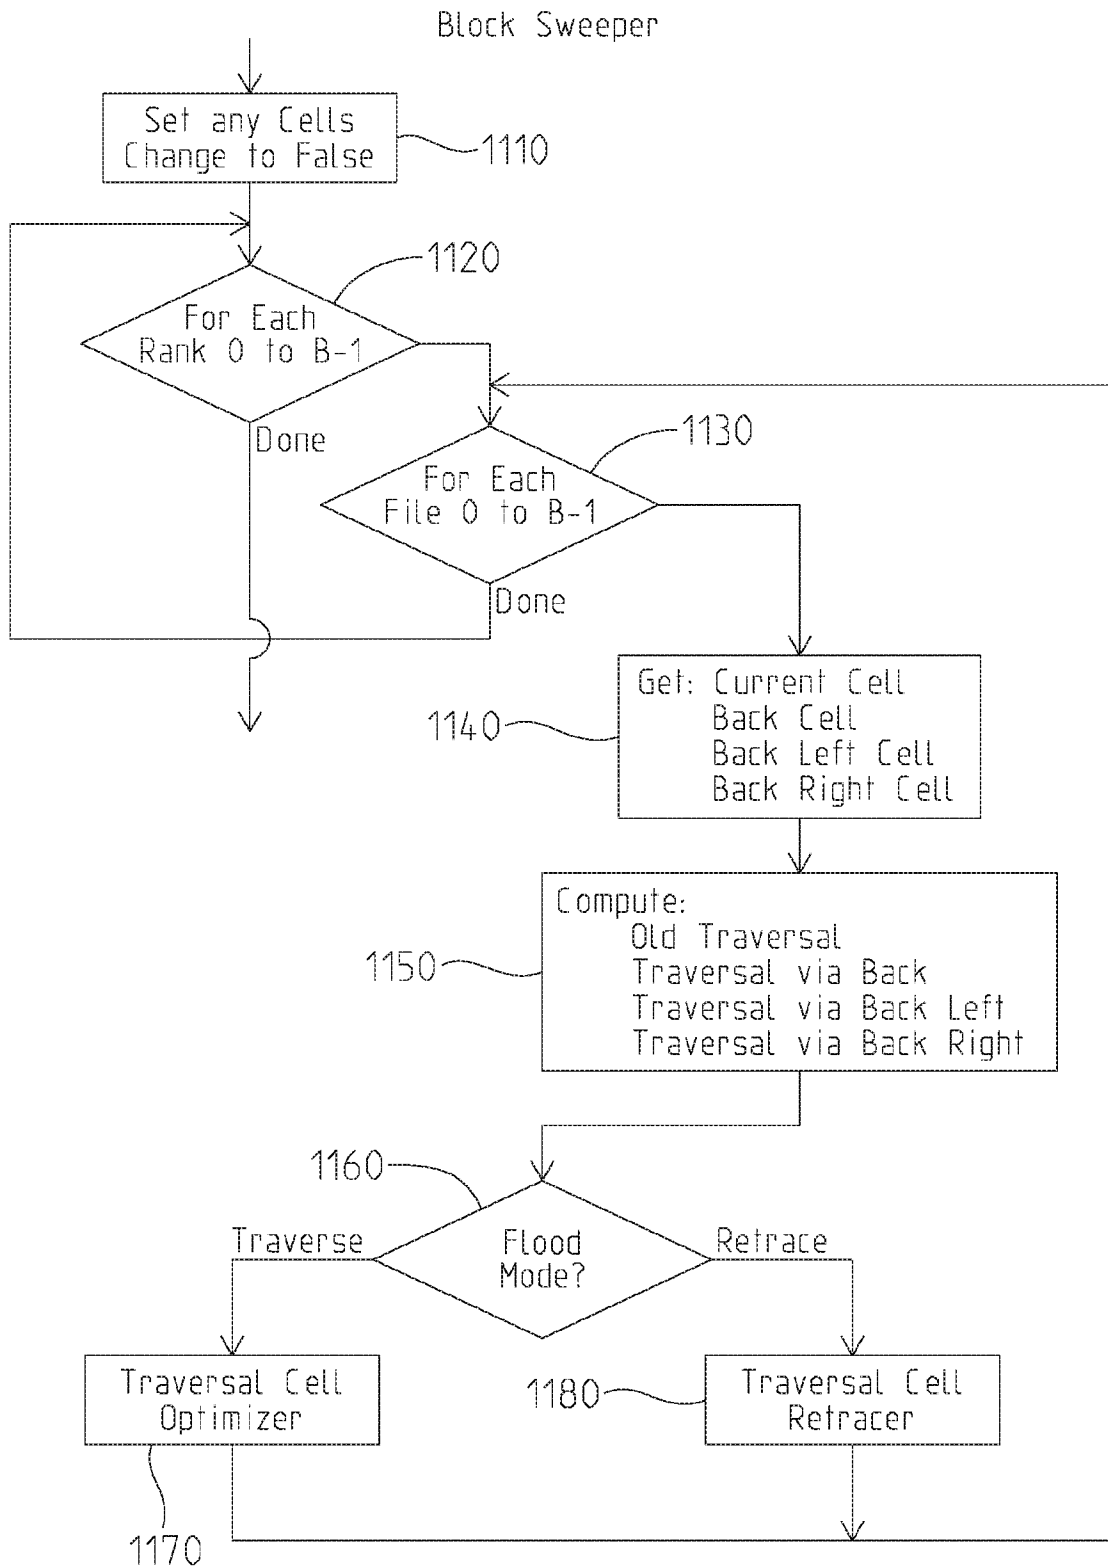 Block Sweeper
Set any Cells
Change to False
1110
1120
For Each
Rank 0 to B-1
Done
1130
For Each
File 0 to B-1
Done
Get: Current Cell
Back Cell
Back Left Cell
Back Right Cell
1140
Compute:
Old Traversal
Traversal via Back
Traversal via Back Left
Traversal via Back Right
1150
1160
Traverse
Flood
Mode?
Retrace
Traversal Cell
Optimizer
1170
1180
Traversal Cell
Retracer